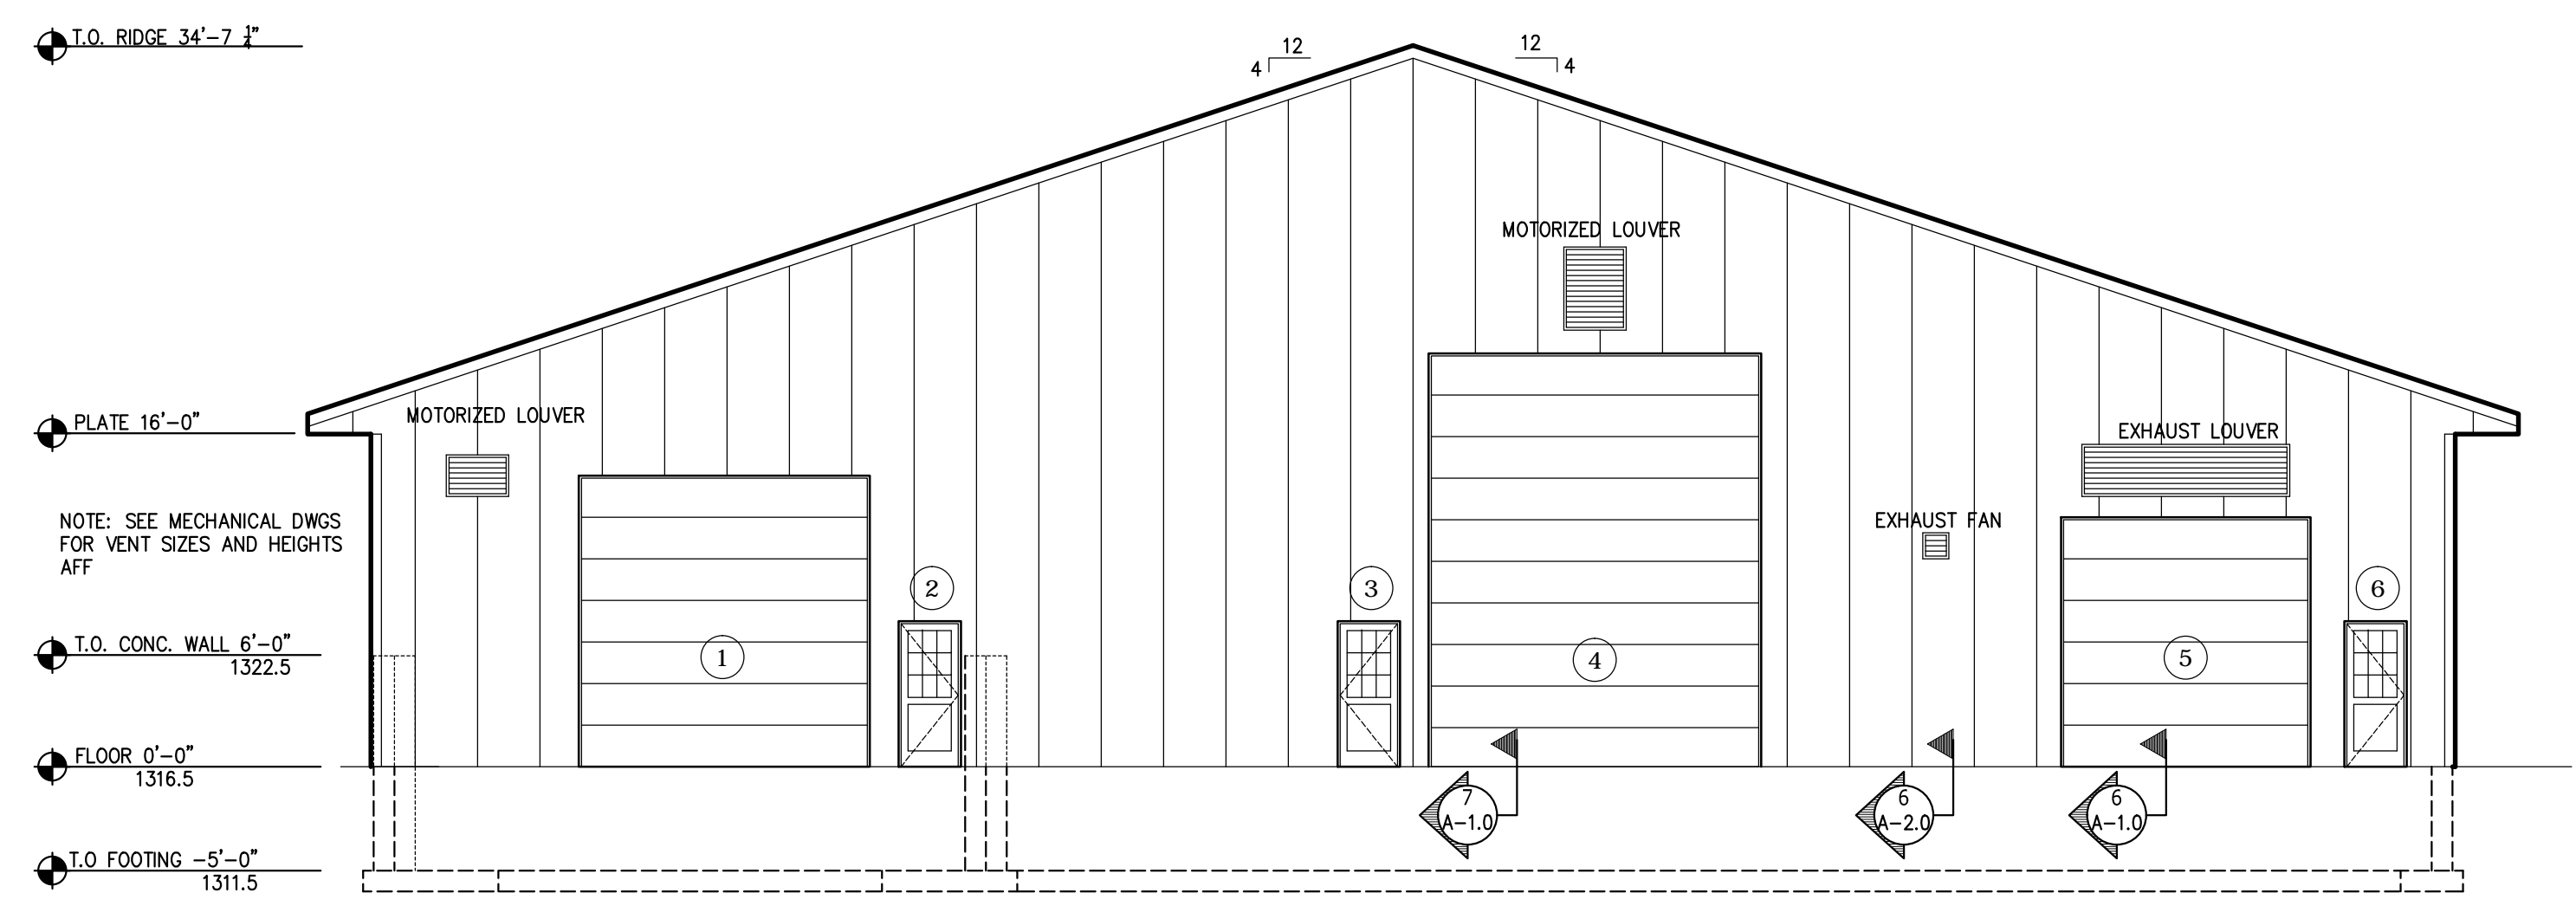 T.O. RIDGE 34'-7 1/4"
12
4
12
4
MOTORIZED LOUVER
PLATE 16'-0"
MOTORIZED LOUVER
EXHAUST LOUVER
NOTE: SEE MECHANICAL DWGS
FOR VENT SIZES AND HEIGHTS
AFF
EXHAUST FAN
2
3
6
T.O. CONC. WALL 6'-0"
1322.5
1
4
5
FLOOR 0'-0"
1316.5
7
A-1.0
6
A-2.0
6
A-1.0
T.O FOOTING -5'-0"
1311.5